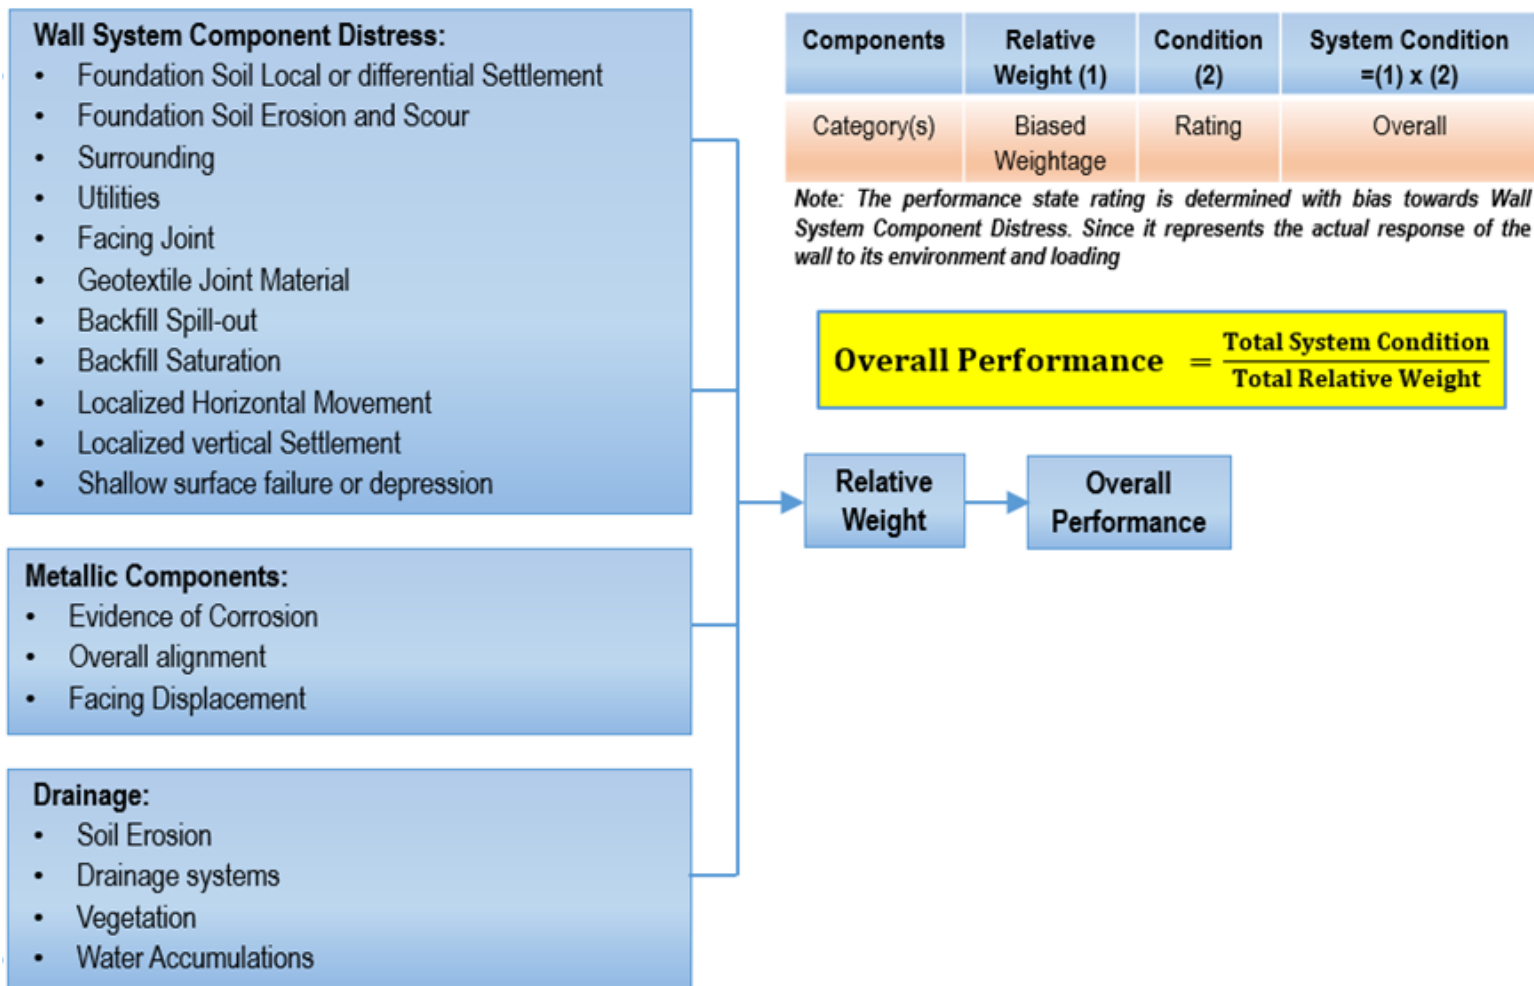 Wall System Component Distress:
• Foundation Soil Local or differential Settlement
• Foundation Soil Erosion and Scour
• Surrounding
• Utilities
• Facing Joint
• Geotextile Joint Material
• Backfill Spill-out
• Backfill Saturation
• Localized Horizontal Movement
• Localized vertical Settlement
• Shallow surface failure or depression
Metallic Components:
• Evidence of Corrosion
• Overall alignment
• Facing Displacement
Drainage:
• Soil Erosion
• Drainage systems
• Vegetation
• Water Accumulations
Components Relative Condition System Condition
Weight (1) (2) =(1) x (2)
Category(s) Biased Rating Overall
Weightage
Note: The performance state rating is determined with bias towards Wall
System Component Distress. Since it represents the actual response of the
wall to its environment and loading
Overall Performance = Total System Condition
Total Relative Weight
Relative
Weight
Overall
Performance